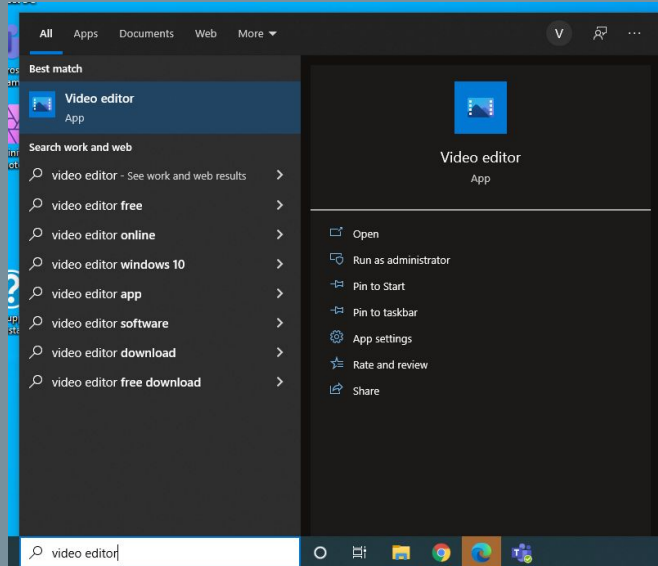 All Apps Documents Web More
V
Best match
Video editor
App
Search work and web
video editor - See work and web results
video editor free
video editor online
video editor windows 10
video editor app
video editor software
video editor download
video editor free download
Video editor
App
Open
Run as administrator
Pin to Start
Pin to taskbar
App settings
Rate and review
Share
video editor